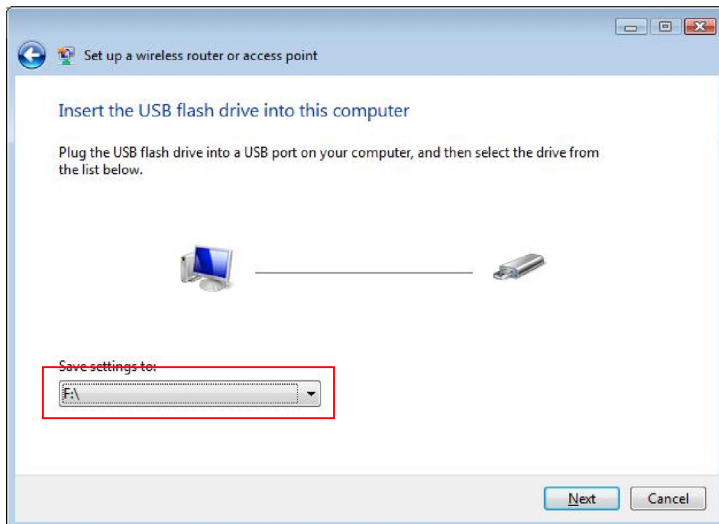 Set up a wireless router or access point
Insert the USB flash drive into this computer
Plug the USB flash drive into a USB port on your computer, and then select the drive from
the list below.
Save settings to:
F:\
Next
Cancel